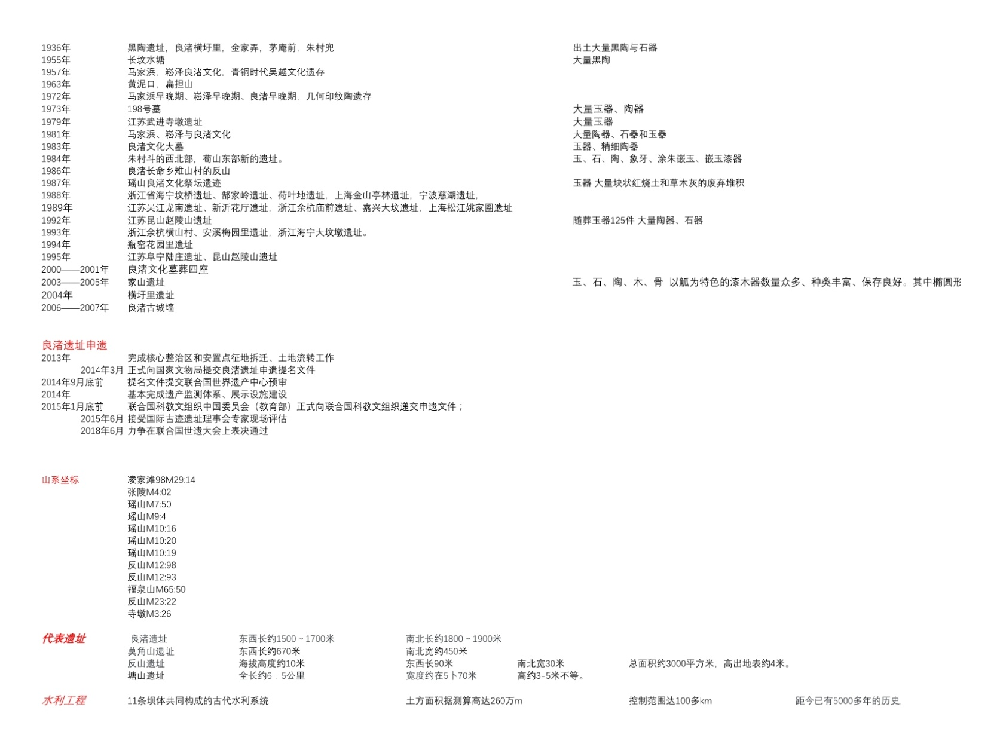 1936年 黑陶遗址，良渚横圩里，金家弄，茅庵前，朱村兜 出土大量黑陶与石器
1955年 长坟水塘 大量黑陶
1957年 马家浜，崧泽良渚文化，青铜时代吴越文化遗存
1963年 黄泥口，扁担山
1972年 马家浜早晚期、崧泽早晚期、良渚早晚期，几何印纹陶遗存
1973年 198号墓 大量玉器、陶器
1979年 江苏武进寺墩遗址 大量玉器
1981年 马家浜、崧泽与良渚文化 大量陶器、石器和玉器
1983年 良渚文化大墓 玉器、精细陶器
1984年 朱村斗的西北部，荀山东部新的遗址。 玉、石、陶、象牙、涂朱嵌玉、嵌玉漆器
1986年 良渚长命乡雉山村的反山
1987年 瑶山良渚文化祭坛遗迹 玉器 大量块状红烧土和草木灰的废弃堆积
1988年 浙江省海宁坟桥遗址、郜家岭遗址、荷叶地遗址，上海金山亭林遗址，宁波慈湖遗址，
1989年 江苏吴江龙南遗址、新沂花厅遗址，浙江余杭庙前遗址、嘉兴大坟遗址，上海松江姚家圈遗址
1992年 江苏昆山赵陵山遗址 随葬玉器125件 大量陶器、石器
1993年 浙江余杭横山村、安溪梅园里遗址，浙江海宁大坟墩遗址。
1994年 瓶窑花园里遗址
1995年 江苏阜宁陆庄遗址、昆山赵陵山遗址
2000——2001年 良渚文化墓葬四座
2003——2005年 家山遗址 玉、石、陶、木、骨 以觚为特色的漆木器数量众多、种类丰富、保存良好。其中椭圆形
2004年 横圩里遗址
2006——2007年 良渚古城墙
良渚遗址申遗
2013年 完成核心整治区和安置点征地拆迁、土地流转工作
2014年3月 正式向国家文物局提交良渚遗址申遗提名文件
2014年9月底前 提名文件提交联合国世界遗产中心预审
2014年 基本完成遗产监测体系、展示设施建设
2015年1月底前 联合国科教文组织中国委员会（教育部）正式向联合国科教文组织递交申遗文件；
2015年6月 接受国际古迹遗址理事会专家现场评估
2018年6月 力争在联合国世遗大会上表决通过
山系坐标 凌家滩98M29:14
张陵M4:02
瑶山M7:50
瑶山M9:4
瑶山M10:16
瑶山M10:20
瑶山M10:19
反山M12:98
反山M12:93
福泉山M65:50
反山M23:22
寺墩M3:26
代表遗址 良渚遗址 东西长约1500～1700米 南北长约1800～1900米
莫角山遗址 东西长约670米 南北宽约450米
反山遗址 海拔高度约10米 东西长90米 南北宽30米 总面积约3000平方米，高出地表约4米。
塘山遗址 全长约6．5公里 宽度约在5卜70米 高约3-5米不等。
水利工程 11条坝体共同构成的古代水利系统 土方面积据测算高达260万m 控制范围达100多km 距今已有5000多年的历史,